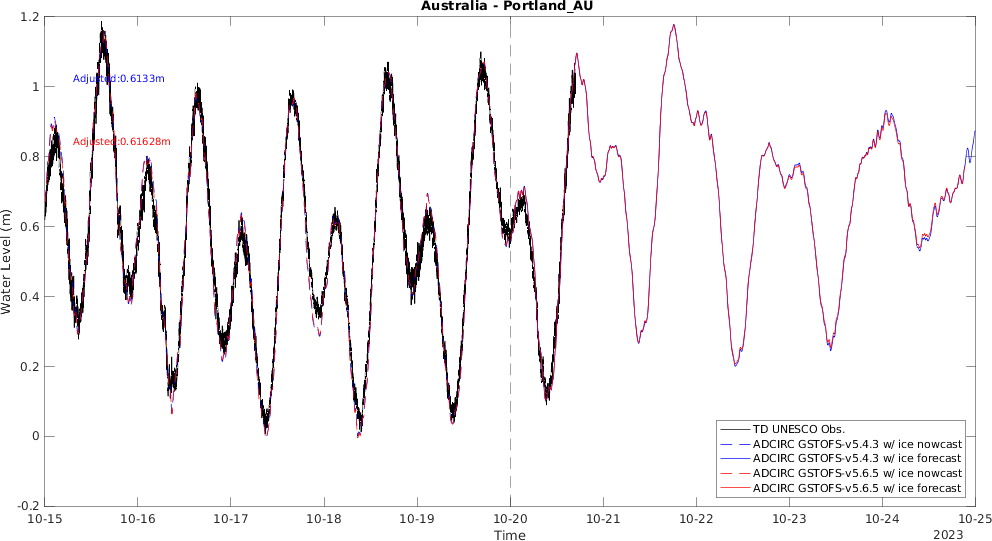 Australia - Portland_AU
1.2
1
0.8
0.6
0.4
0.2
0
-0.2
Water Level (m)
Adjusted:0.6133m
Adjusted:0.61628m
TD UNESCO Obs.
ADCIRC GSTOFS-v5.4.3 w/ ice nowcast
ADCIRC GSTOFS-v5.4.3 w/ ice forecast
ADCIRC GSTOFS-v5.6.5 w/ ice nowcast
ADCIRC GSTOFS-v5.6.5 w/ ice forecast
10-15 10-16 10-17 10-18 10-19 10-20 10-21 10-22 10-23 10-24 10-25
Time
2023